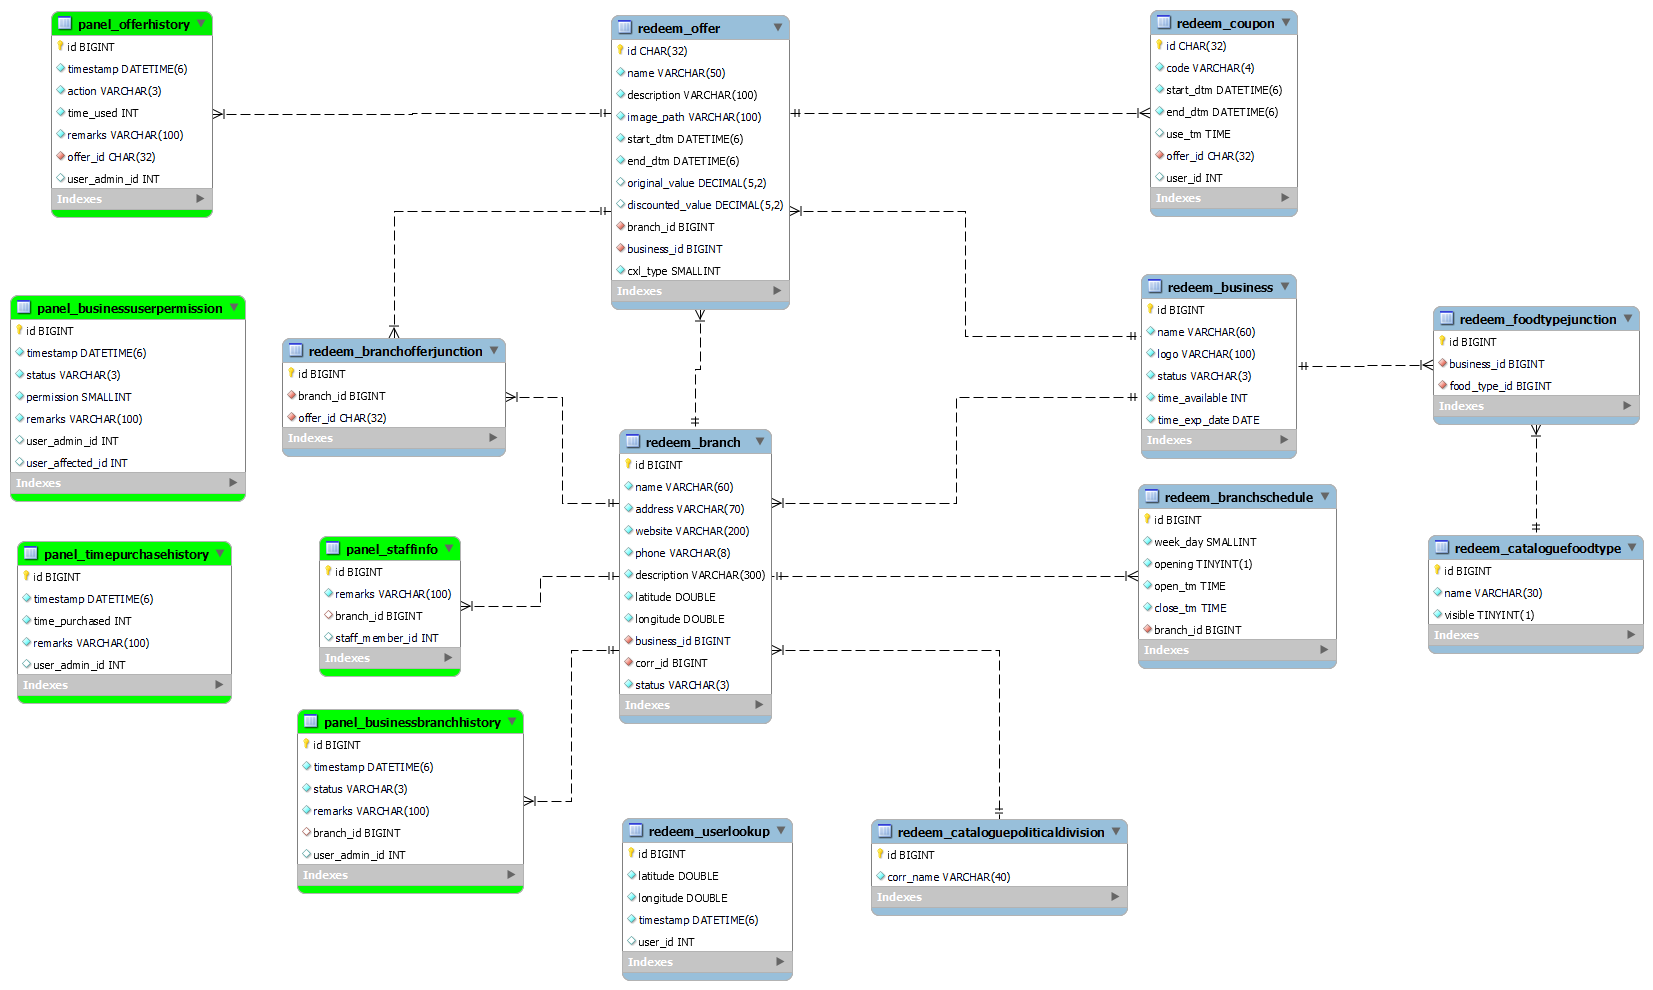 panel_offerhistory
id BIGINT
timestamp DATETIME(6)
action VARCHAR(3)
time_used INT
remarks VARCHAR(100)
offer_id CHAR(32)
user_admin_id INT
Indexes
redeem_offer
id CHAR(32)
name VARCHAR(50)
description VARCHAR(100)
image_path VARCHAR(100)
start_dtm DATETIME(6)
end_dtm DATETIME(6)
original_value DECIMAL(5,2)
discounted_value DECIMAL(5,2)
branch_id BIGINT
business_id BIGINT
cxl_type SMALLINT
Indexes
redeem_coupon
id CHAR(32)
code VARCHAR(4)
start_dtm DATETIME(6)
end_dtm DATETIME(6)
use_tm TIME
offer_id CHAR(32)
user_id INT
Indexes
panel_businessuserpermission
id BIGINT
timestamp DATETIME(6)
status VARCHAR(3)
permission SMALLINT
remarks VARCHAR(100)
user_admin_id INT
user_affected_id INT
Indexes
redeem_branchofferjunction
id BIGINT
branch_id BIGINT
offer_id CHAR(32)
Indexes
redeem_business
id BIGINT
name VARCHAR(60)
logo VARCHAR(100)
status VARCHAR(3)
time_available INT
time_exp_date DATE
Indexes
redeem_foodtypejunction
id BIGINT
business_id BIGINT
food_type_id BIGINT
Indexes
redeem_branch
id BIGINT
name VARCHAR(60)
address VARCHAR(70)
website VARCHAR(200)
phone VARCHAR(8)
description VARCHAR(300)
latitude DOUBLE
longitude DOUBLE
business_id BIGINT
corr_id BIGINT
status VARCHAR(3)
Indexes
redeem_branchschedule
id BIGINT
week_day SMALLINT
opening TINYINT(1)
open_tm TIME
close_tm TIME
branch_id BIGINT
Indexes
redeem_cataloguefoodtype
id BIGINT
name VARCHAR(30)
visible TINYINT(1)
Indexes
panel_timepurchasehistory
id BIGINT
timestamp DATETIME(6)
time_purchased INT
remarks VARCHAR(100)
user_admin_id INT
Indexes
panel_staffinfo
id BIGINT
remarks VARCHAR(100)
branch_id BIGINT
staff_member_id INT
Indexes
panel_businessbranchhistory
id BIGINT
timestamp DATETIME(6)
status VARCHAR(3)
remarks VARCHAR(100)
branch_id BIGINT
user_admin_id INT
Indexes
redeem_userlookup
id BIGINT
latitude DOUBLE
longitude DOUBLE
timestamp DATETIME(6)
user_id INT
Indexes
redeem_cataloguepoliticaldivision
id BIGINT
corr_name VARCHAR(40)
Indexes